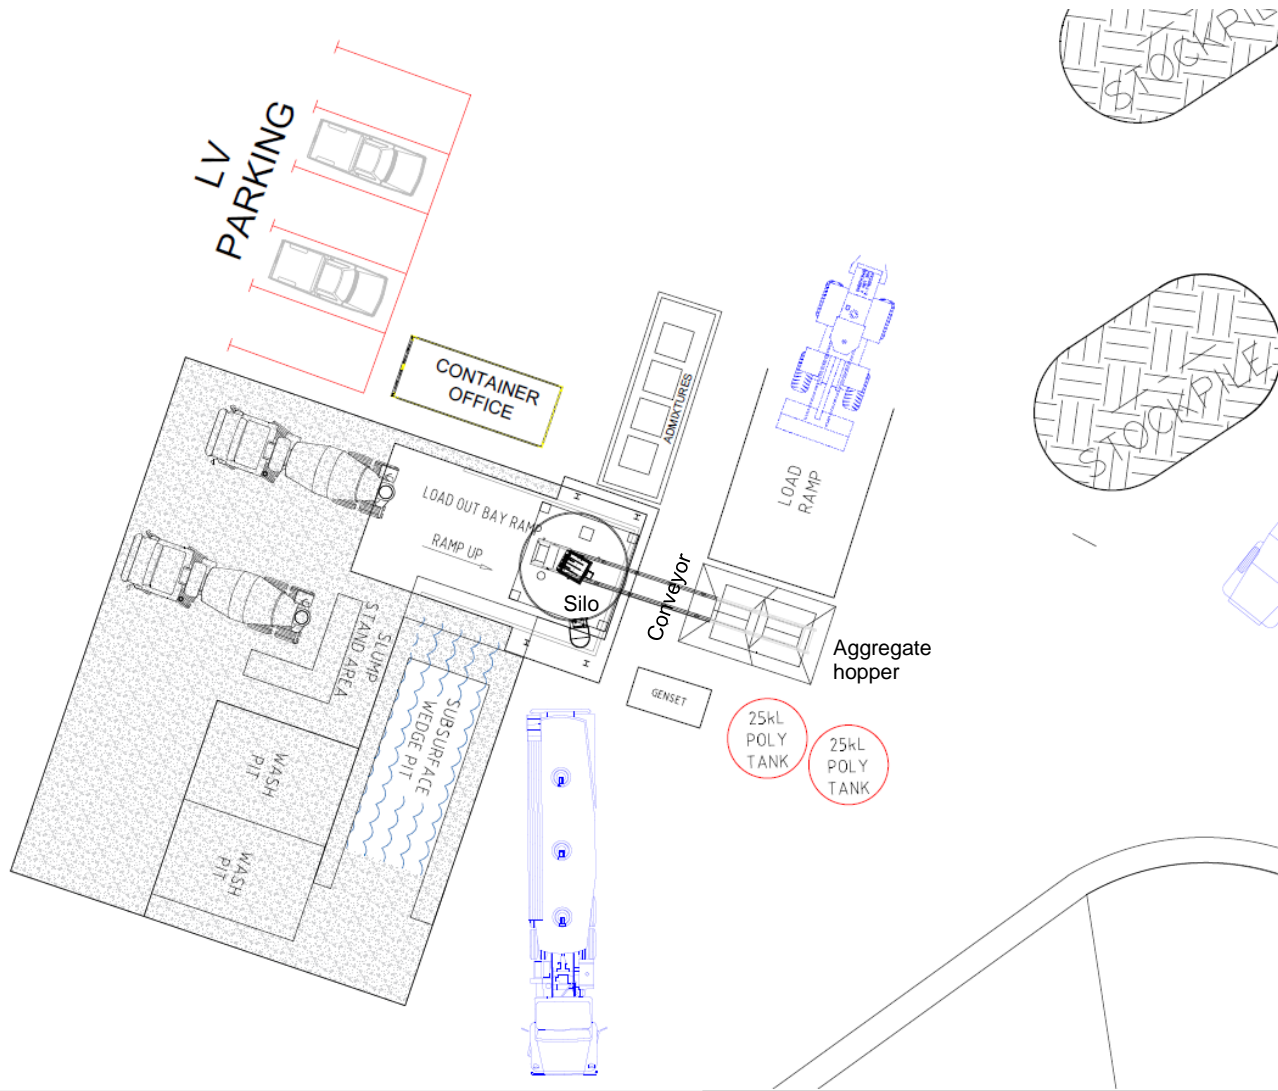 STOCKPILE
LV
PARKING
CONTAINER
OFFICE
ADMIXTURES
STOCKPILE
LOAD
RAMP
LOAD OUT BAY RAMP
RAMP UP
Silo
Conveyor
Aggregate
hopper
SLUMP
STAND AREA
GENSET
SUBSURFACE
WEDGE PIT
25kL
POLY
TANK
25kL
POLY
TANK
WASH
PIT
WASH
PIT
H
H
H
H